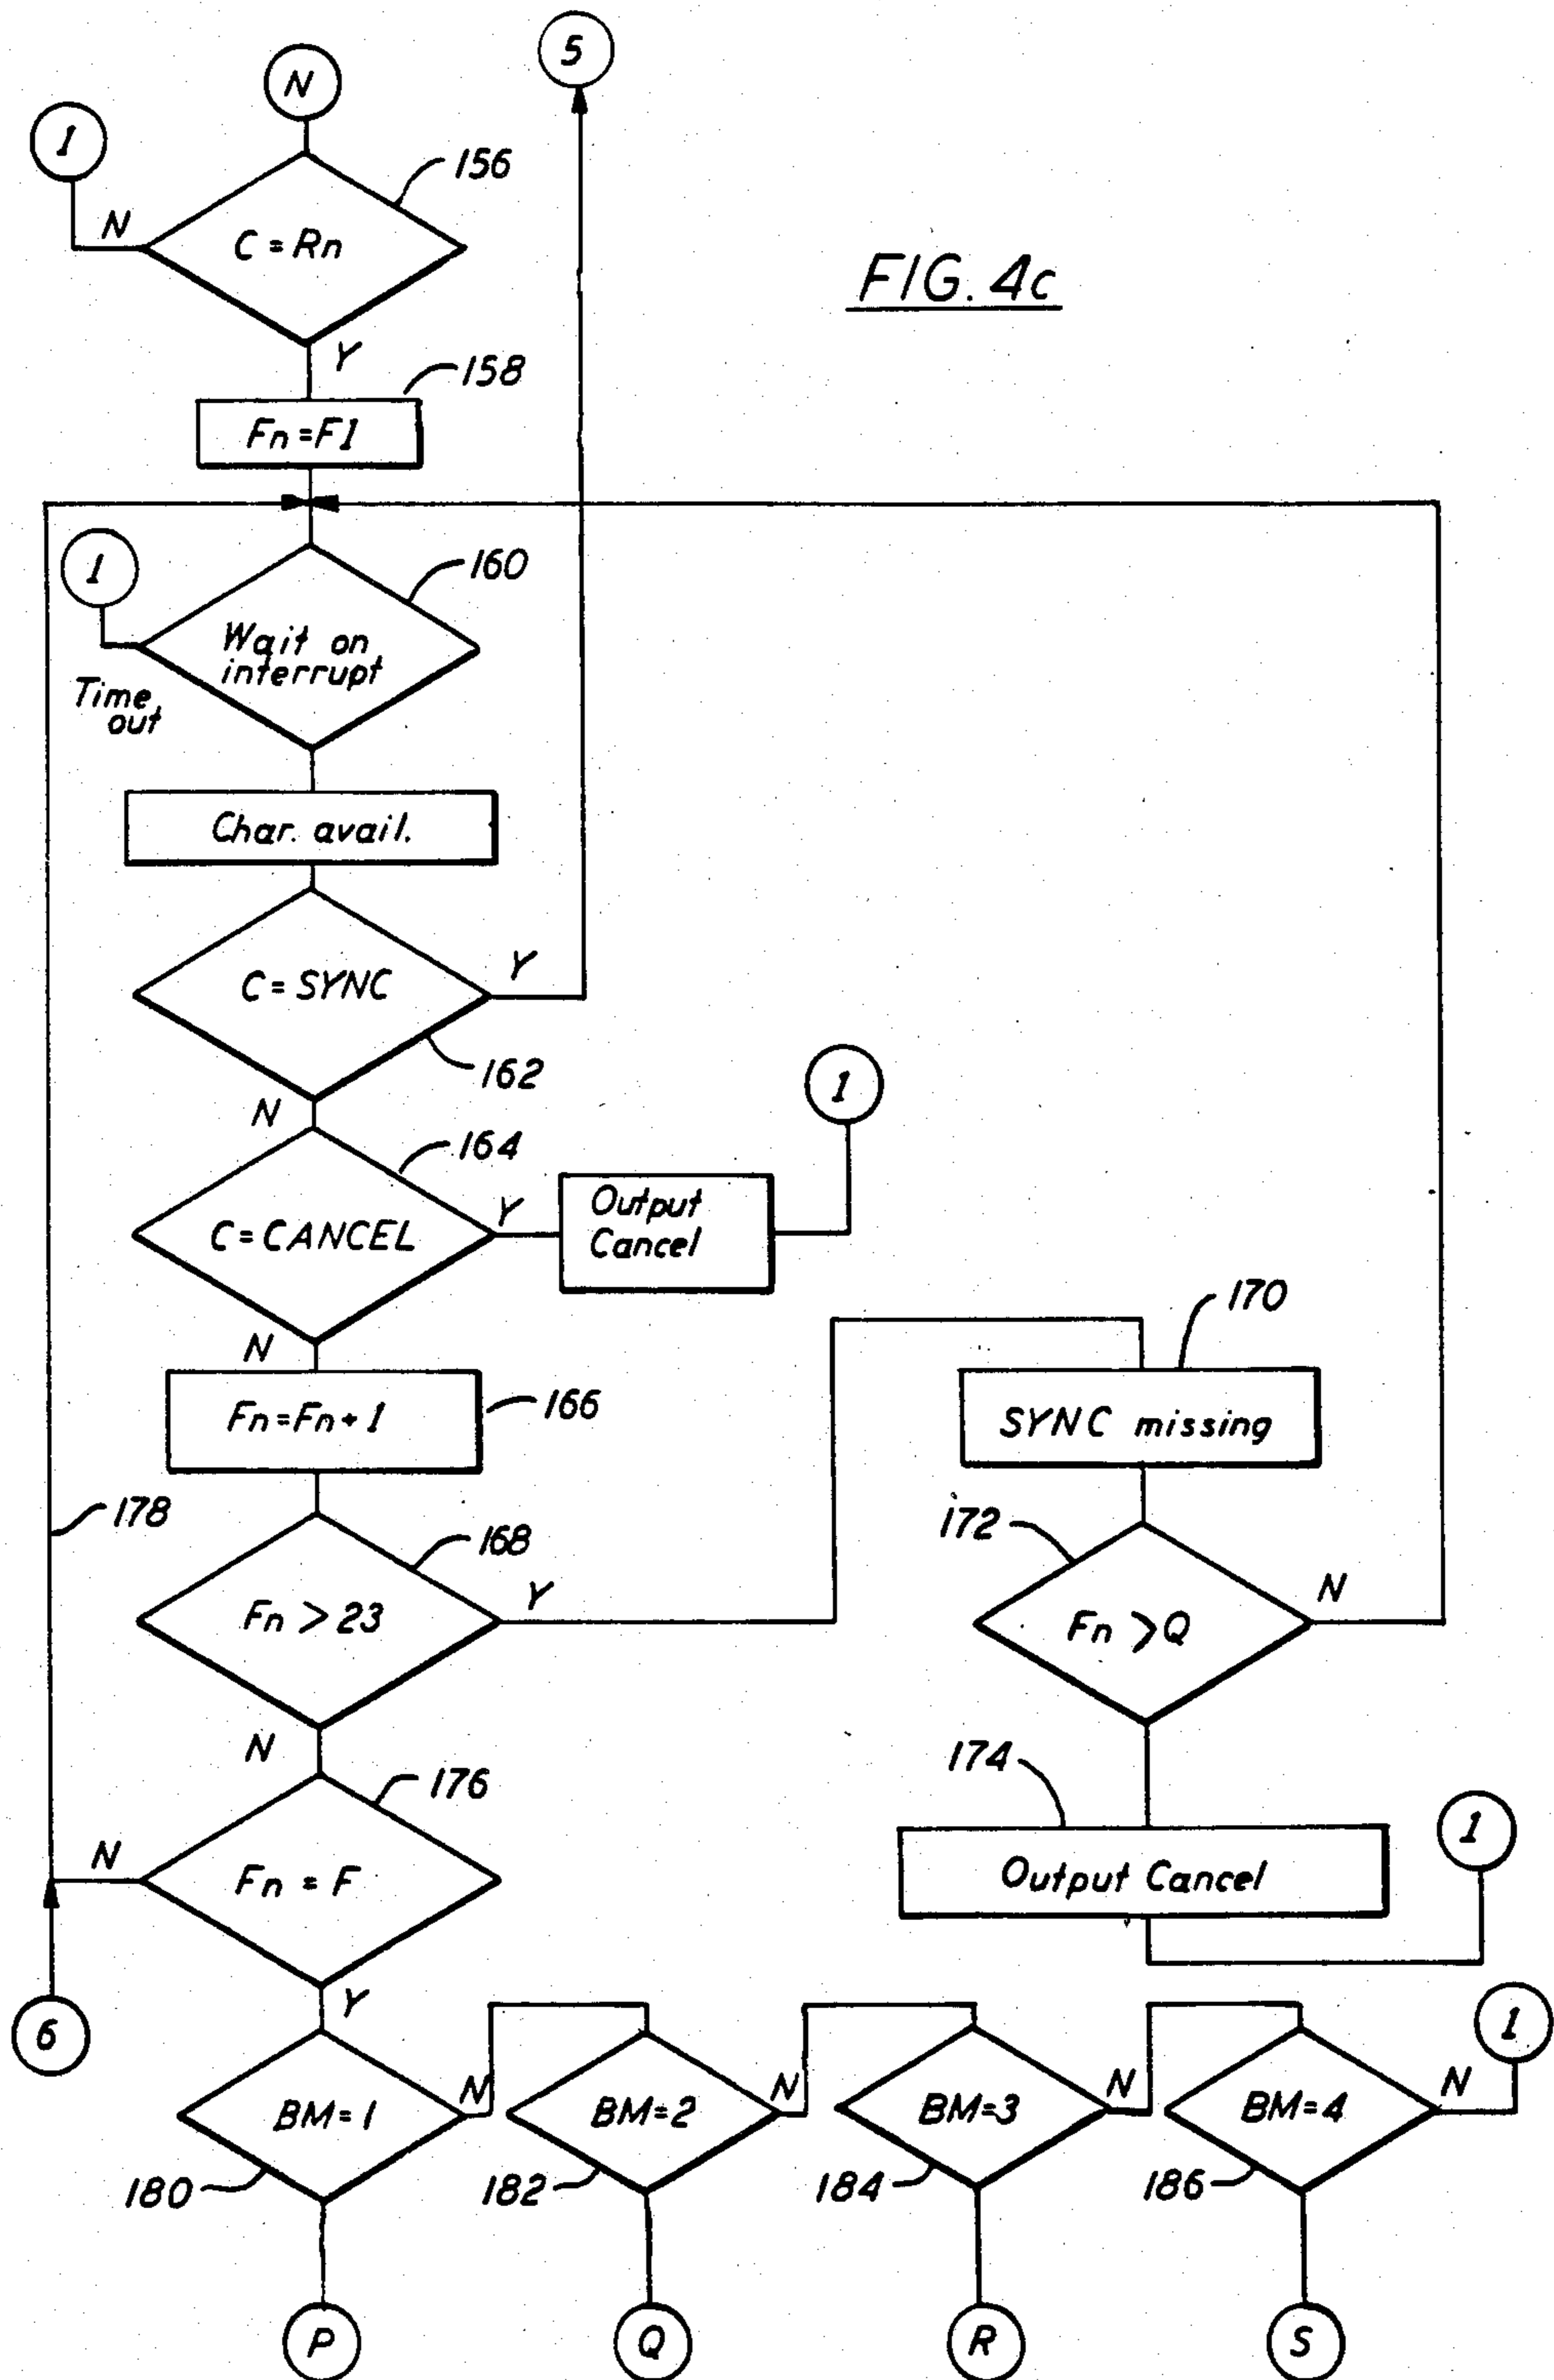 5
N
1
156
N
C = Rn
FIG. 4c
Y
158
Fn = F1
1
160
Wait on
interrupt
Time
out
Char. avail.
Y
C = SYNC
162
N
1
164
Y
Output
Cancel
C = CANCEL
170
N
Fn = Fn + 1
166
SYNC missing
178
172
168
Y
N
Fn > 23
Fn > Q
N
174
176
1
N
Fn = F
Output Cancel
Y
6
1
N
N
N
N
BM=1
BM=2
BM=3
BM=4
180
182
184
186
P
Q
R
S